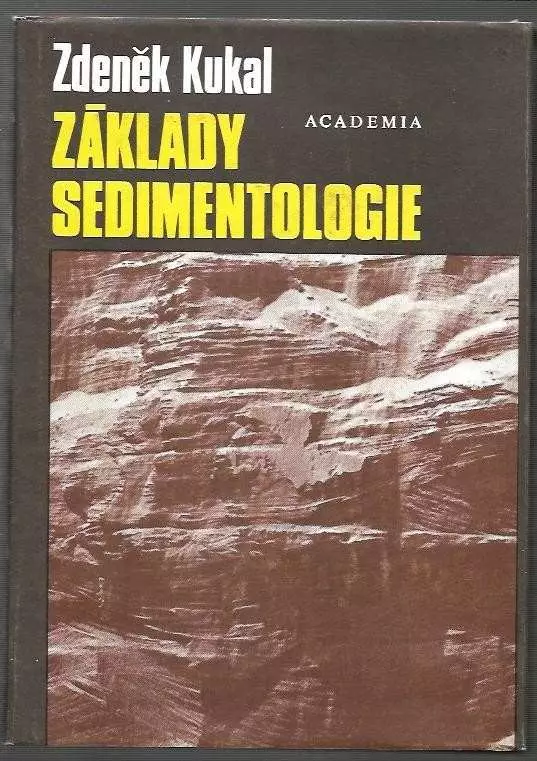 Zdeněk Kukal
ACADEMIA
ZÁKLADY
SEDIMENTOLOGIE